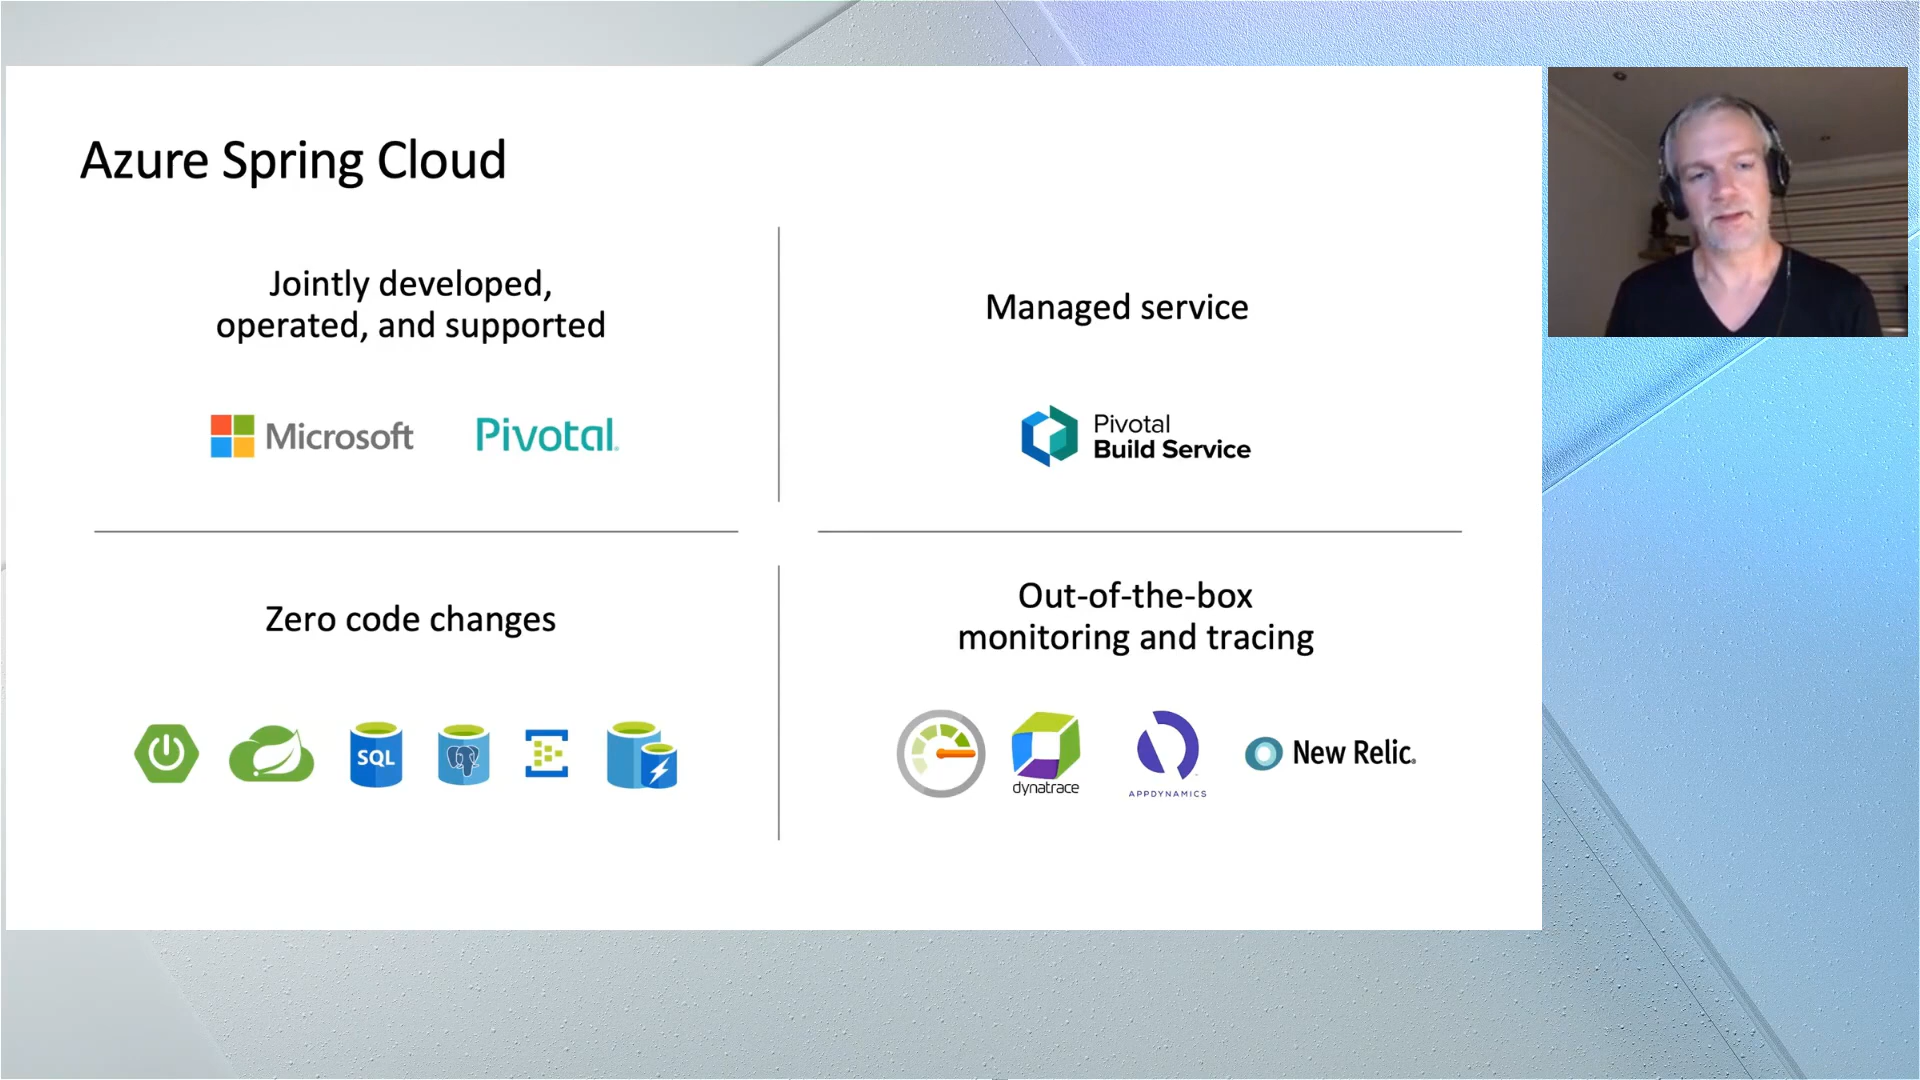 Azure Spring Cloud
Jointly developed,
operated, and supported
Microsoft
Pivotal
Managed service
Pivotal
Build Service
Zero code changes
SQL
Out-of-the-box
monitoring and tracing
dynatrace
APPDYNAMICS
New Relic.